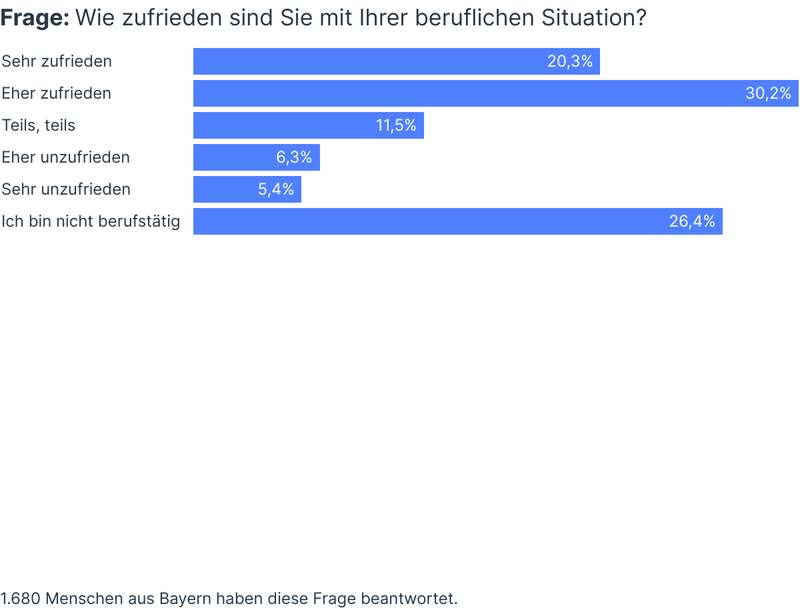 Frage: Wie zufrieden sind Sie mit Ihrer beruflichen Situation?
Sehr zufrieden 20,3%
Eher zufrieden 30,2%
Teils, teils 11,5%
Eher unzufrieden 6,3%
Sehr unzufrieden 5,4%
Ich bin nicht berufstätig 26,4%
1.680 Menschen aus Bayern haben diese Frage beantwortet.